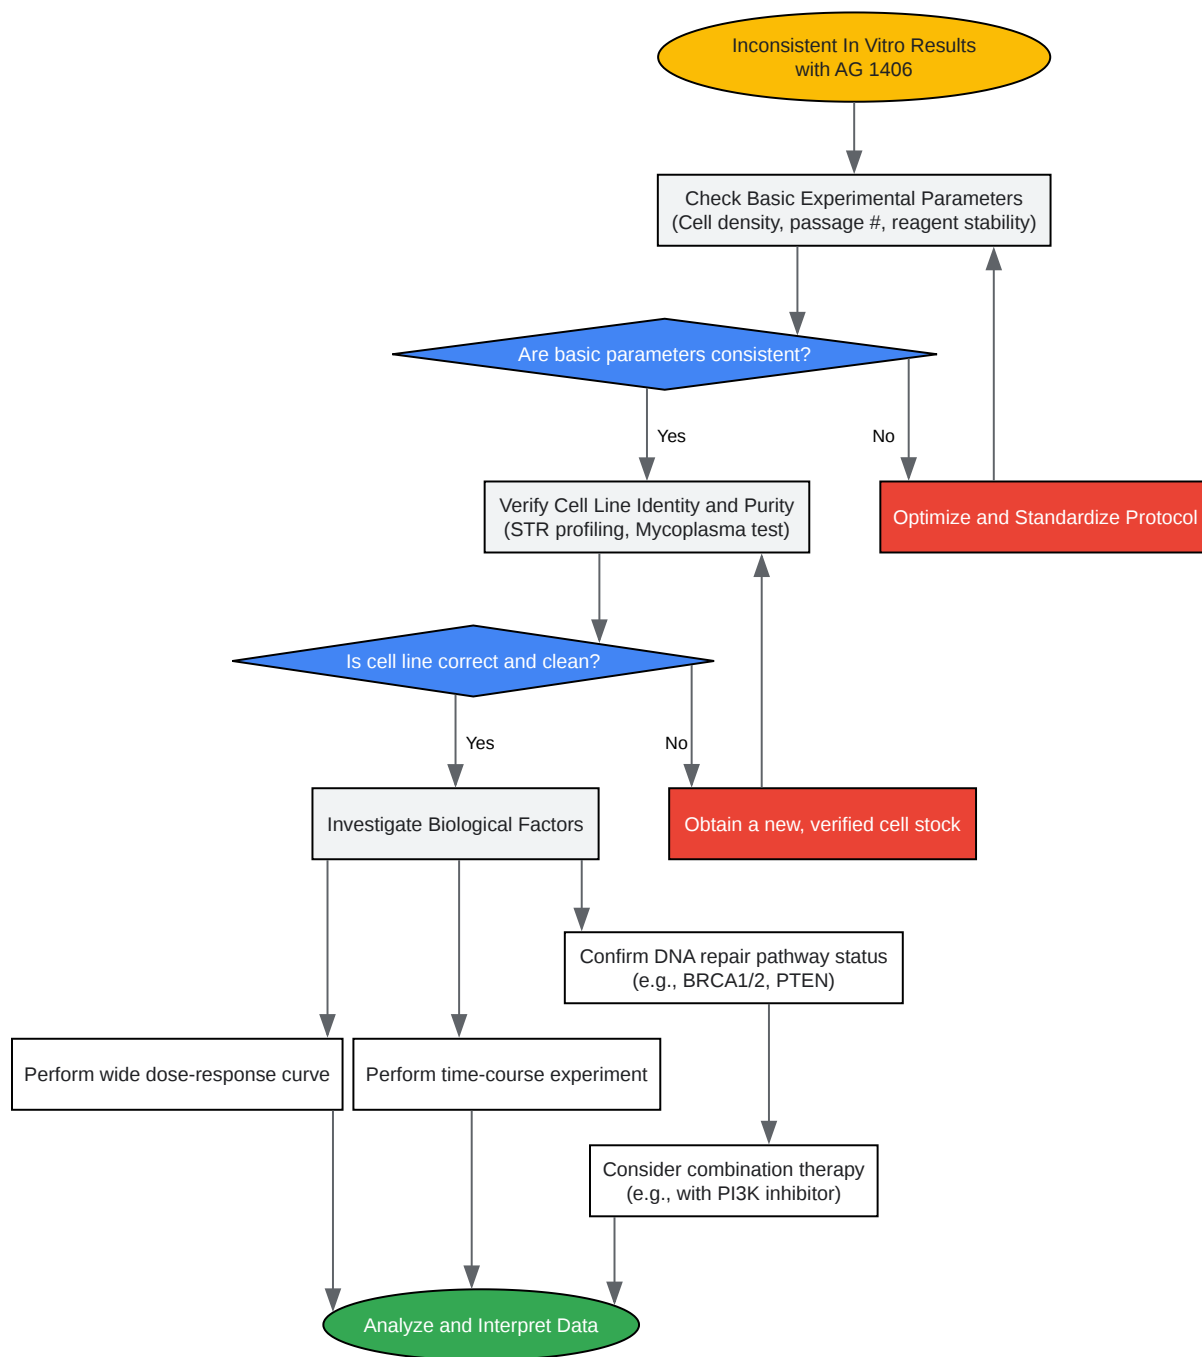 Inconsistent In Vitro Results
with AG 1406
Check Basic Experimental Parameters
(Cell density, passage #, reagent stability)
Are basic parameters consistent?
Yes
No
Verify Cell Line Identity and Purity
(STR profiling, Mycoplasma test)
Optimize and Standardize Protocol
Is cell line correct and clean?
Yes
No
Investigate Biological Factors
Obtain a new, verified cell stock
Confirm DNA repair pathway status
(e.g., BRCA1/2, PTEN)
Perform wide dose-response curve
Perform time-course experiment
Consider combination therapy
(e.g., with PI3K inhibitor)
Analyze and Interpret Data